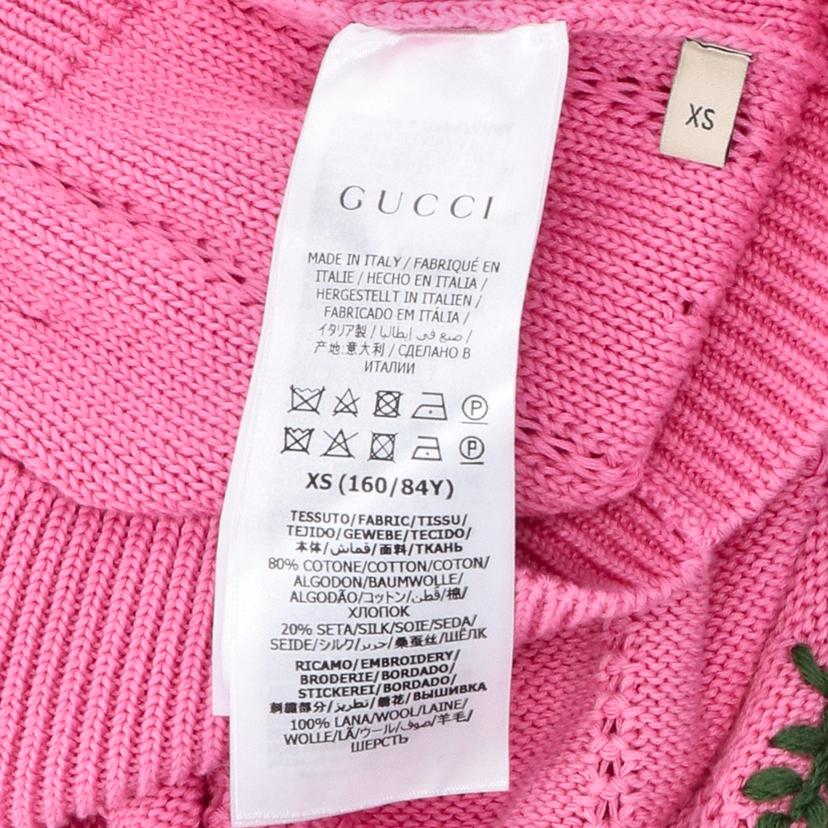 XS
GUCCI
MADE IN ITALY / FABRIQUÉ EN
ITALIE / HECHO EN ITALIA /
HERGESTELLT IN ITALIEN /
FABRICADO EM ITÁLIA /
イタリア製 / صنع في إيطاليا /
产地:意大利 / СДЕЛАНО В
ИТАЛИИ
P
P
XS (160/84Y)
TESSUTO/FABRIC/TISSU/
TEJIDO/GEWEBE/TECIDO/
本体/قماش/面料/ТКАНЬ
80% COTONE/COTTON/COTON/
ALGODON/BAUMWOLLE/
ALGODÃO/コットン/قطن/棉/
ХЛОПОК
20% SETA/SILK/SOIE/SEDA/
SEIDE/シルク/حرير/桑蚕丝/ШЁЛК
RICAMO/EMBROIDERY/
BRODERIE/BORDADO/
STICKEREI/BORDADO/
刺繍部分/تطريز/绣花/ВЫШИВКА
100% LANA/WOOL/LAINE/
WOLLE/LÃ/ウール/صوف/羊毛/
ШЕРСТЬ